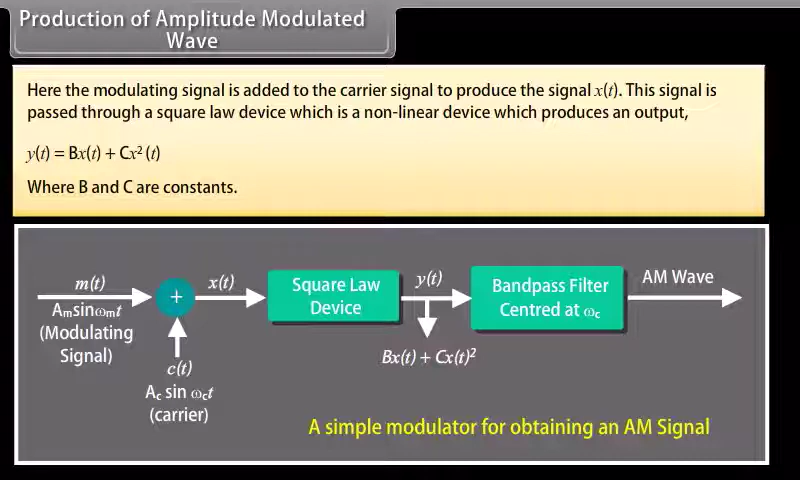 Production of Amplitude Modulated
Wave
Here the modulating signal is added to the carrier signal to produce the signal x(t). This signal is
passed through a square law device which is a non-linear device which produces an output,
y(t) = Bx(t) + Cx² (t)
Where B and C are constants.
m(t)
Aₘsinωₘt
(Modulating
Signal)
+
c(t)
A꜀ sin ω꜀t
(carrier)
x(t)
Square Law
Device
y(t)
Bx(t) + Cx(t)²
Bandpass Filter
Centred at ω꜀
AM Wave
A simple modulator for obtaining an AM Signal